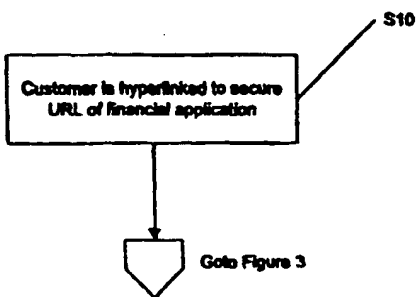 S10
Customer is hyperlinked to secure
URL of financial application
Goto Figure 3